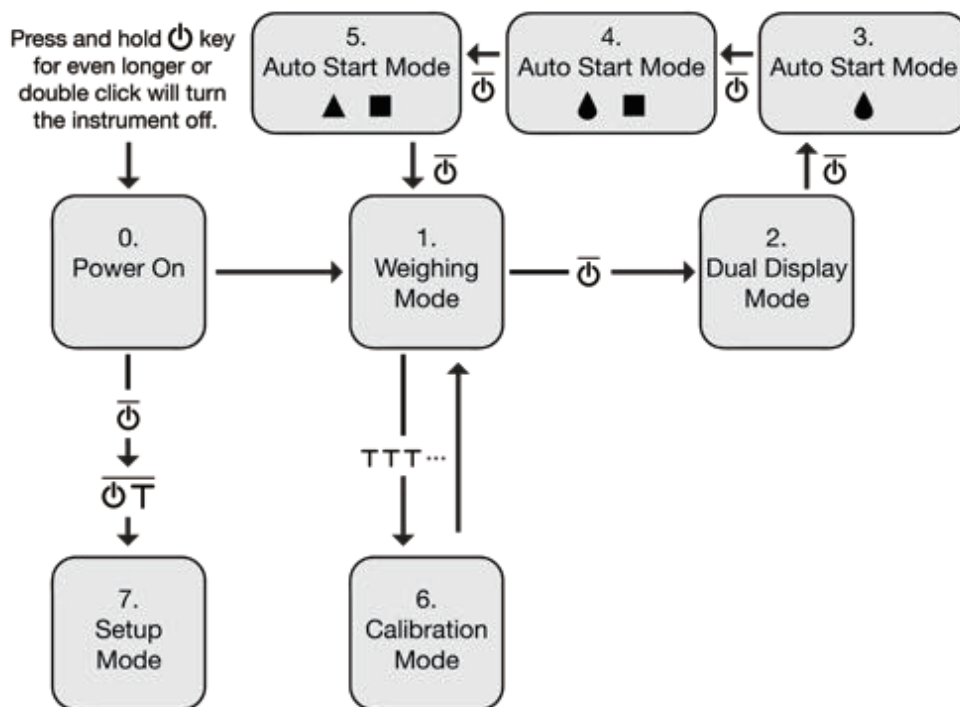 Press and hold ⏻ key
for even longer or
double click will turn
the instrument off.
5.
Auto Start Mode
4.
Auto Start Mode
3.
Auto Start Mode
0.
Power On
1.
Weighing
Mode
2.
Dual Display
Mode
T
T T T ...
7.
Setup
Mode
6.
Calibration
Mode